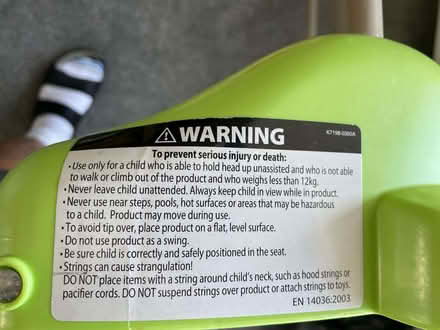 ⚠ WARNING
K7198-0060A
To prevent serious injury or death:
• Use only for a child who is able to hold head up unassisted and who is not able
to walk or climb out of the product and who weighs less than 12kg.
• Never leave child unattended. Always keep child in view while in product.
• Never use near steps, pools, hot surfaces or areas that may be hazardous
to a child. Product may move during use.
• To avoid tip over, place product on a flat, level surface.
• Do not use product as a swing.
• Be sure child is correctly and safely positioned in the seat.
• Strings can cause strangulation!
DO NOT place items with a string around child's neck, such as hood strings or
pacifier cords. DO NOT suspend strings over product or attach strings to toys.
EN 14036:2003